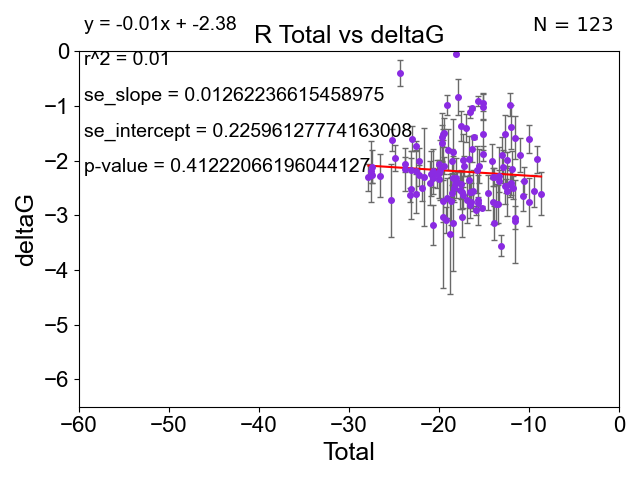 y = -0.01x + -2.38
R Total vs deltaG
N = 123
r^2 = 0.01
se_slope = 0.01262236615458975
se_intercept = 0.22596127774163008
p-value = 0.41222066196044127
deltaG
0
−1
−2
−3
−4
−5
−6
−60
−50
−40
−30
−20
−10
0
Total